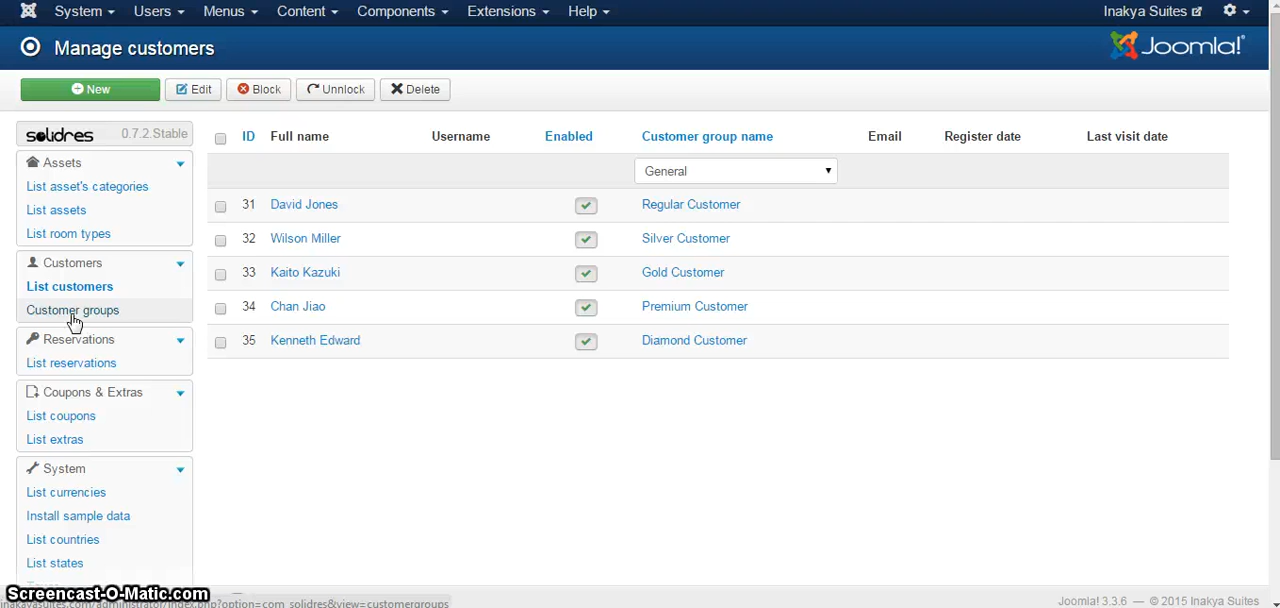 System Users Menus Content Components Extensions Help Inakya Suites
Manage customers Joomla!
New Edit Block Unnlock Delete
solidres 0.7.2.Stable
Assets
List asset's categories
List assets
List room types
Customers
List customers
Customer groups
Reservations
List reservations
Coupons & Extras
List coupons
List extras
System
List currencies
Install sample data
List countries
List states
ID Full name Username Enabled Customer group name Email Register date Last visit date
General
31 David Jones Regular Customer
32 Wilson Miller Silver Customer
33 Kaito Kazuki Gold Customer
34 Chan Jiao Premium Customer
35 Kenneth Edward Diamond Customer
Screencast-O-Matic.com
inakyasuites.com/administrator/index.php?option=com_solidres&view=customergroups
Joomla! 3.3.6 — © 2015 Inakya Suites